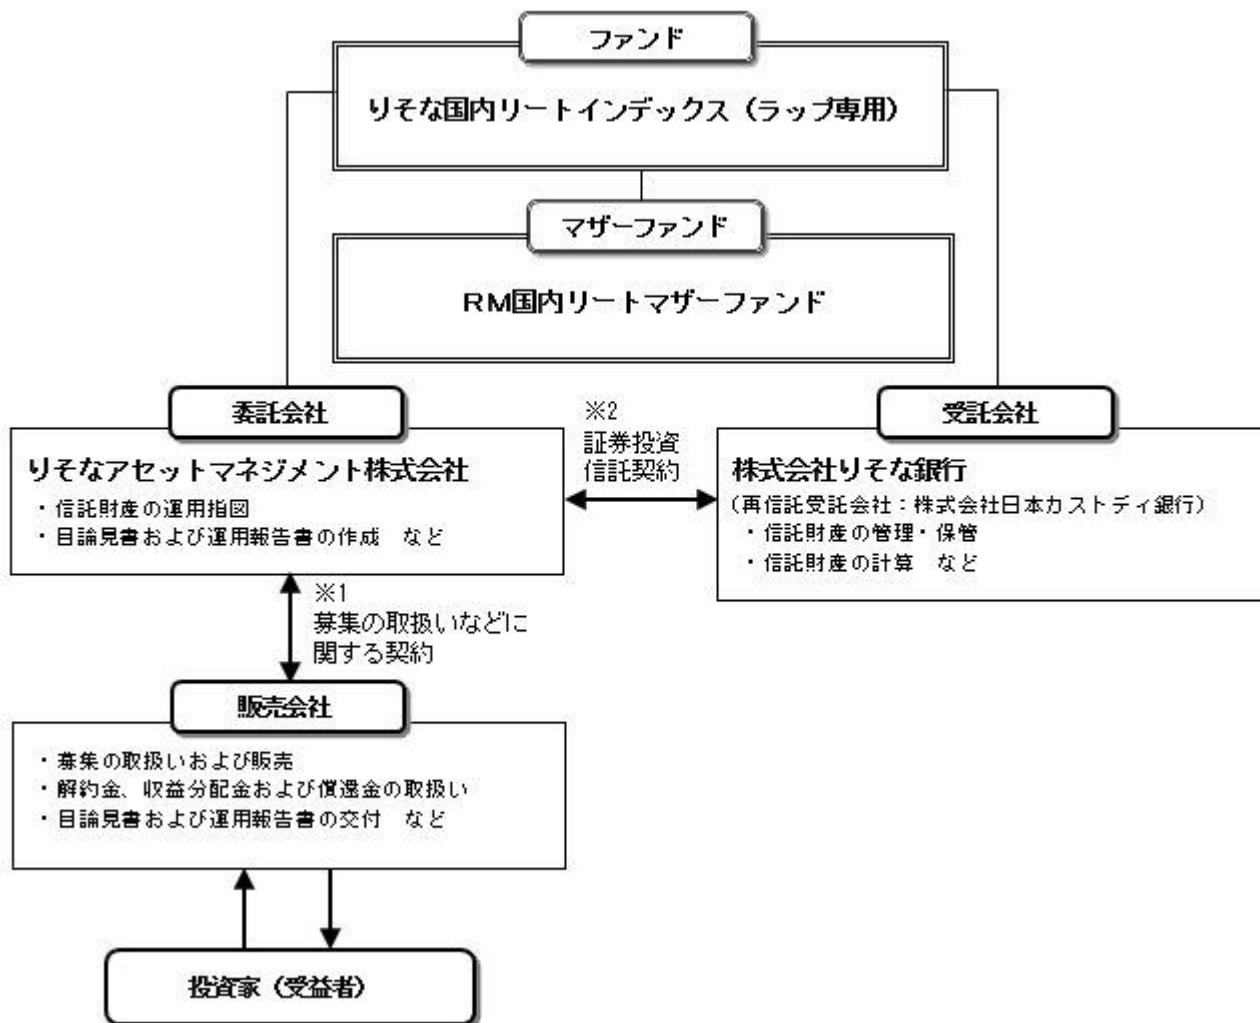 ファンド
りそな国内リートインデックス（ラップ専用）
マザーファンド
ＲＭ国内リートマザーファンド
委託会社
りそなアセットマネジメント株式会社
・信託財産の運用指図
・目論見書および運用報告書の作成　など
※2
証券投資
信託契約
受託会社
株式会社りそな銀行
（再信託受託会社：株式会社日本カストディ銀行）
・信託財産の管理・保管
・信託財産の計算　など
※1
募集の取扱いなどに
関する契約
販売会社
・募集の取扱いおよび販売
・解約金、収益分配金および償還金の取扱い
・目論見書および運用報告書の交付　など
投資家（受益者）